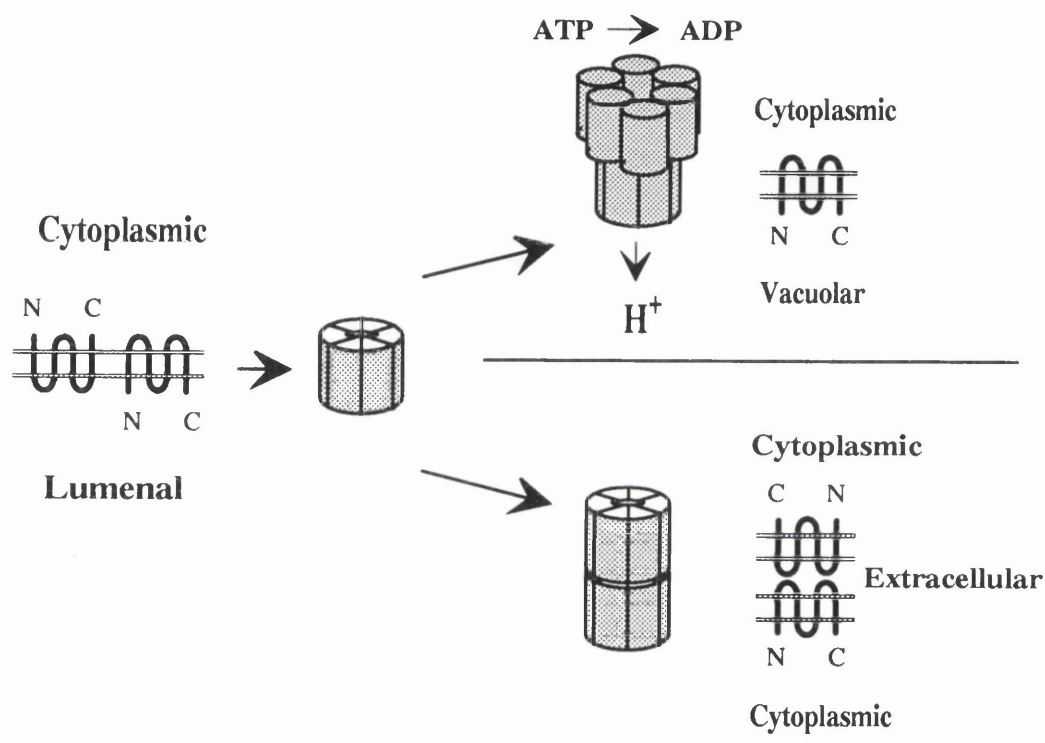 ATP → ADP
Cytoplasmic
N C
Vacuolar
H⁺
Cytoplasmic
N C
N C
Lumenal
Cytoplasmic
C N
Extracellular
N C
Cytoplasmic